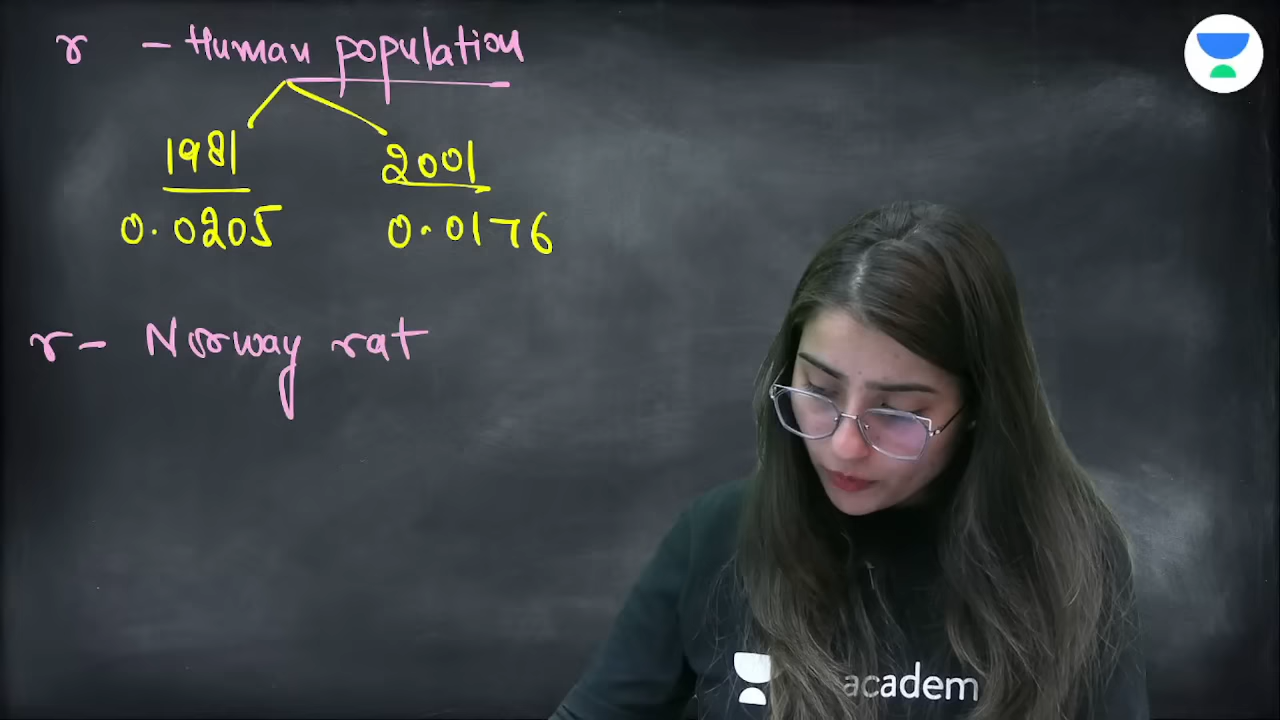 r - Human population
1981 2001
0.0205 0.0176
r - Norway rat
academ